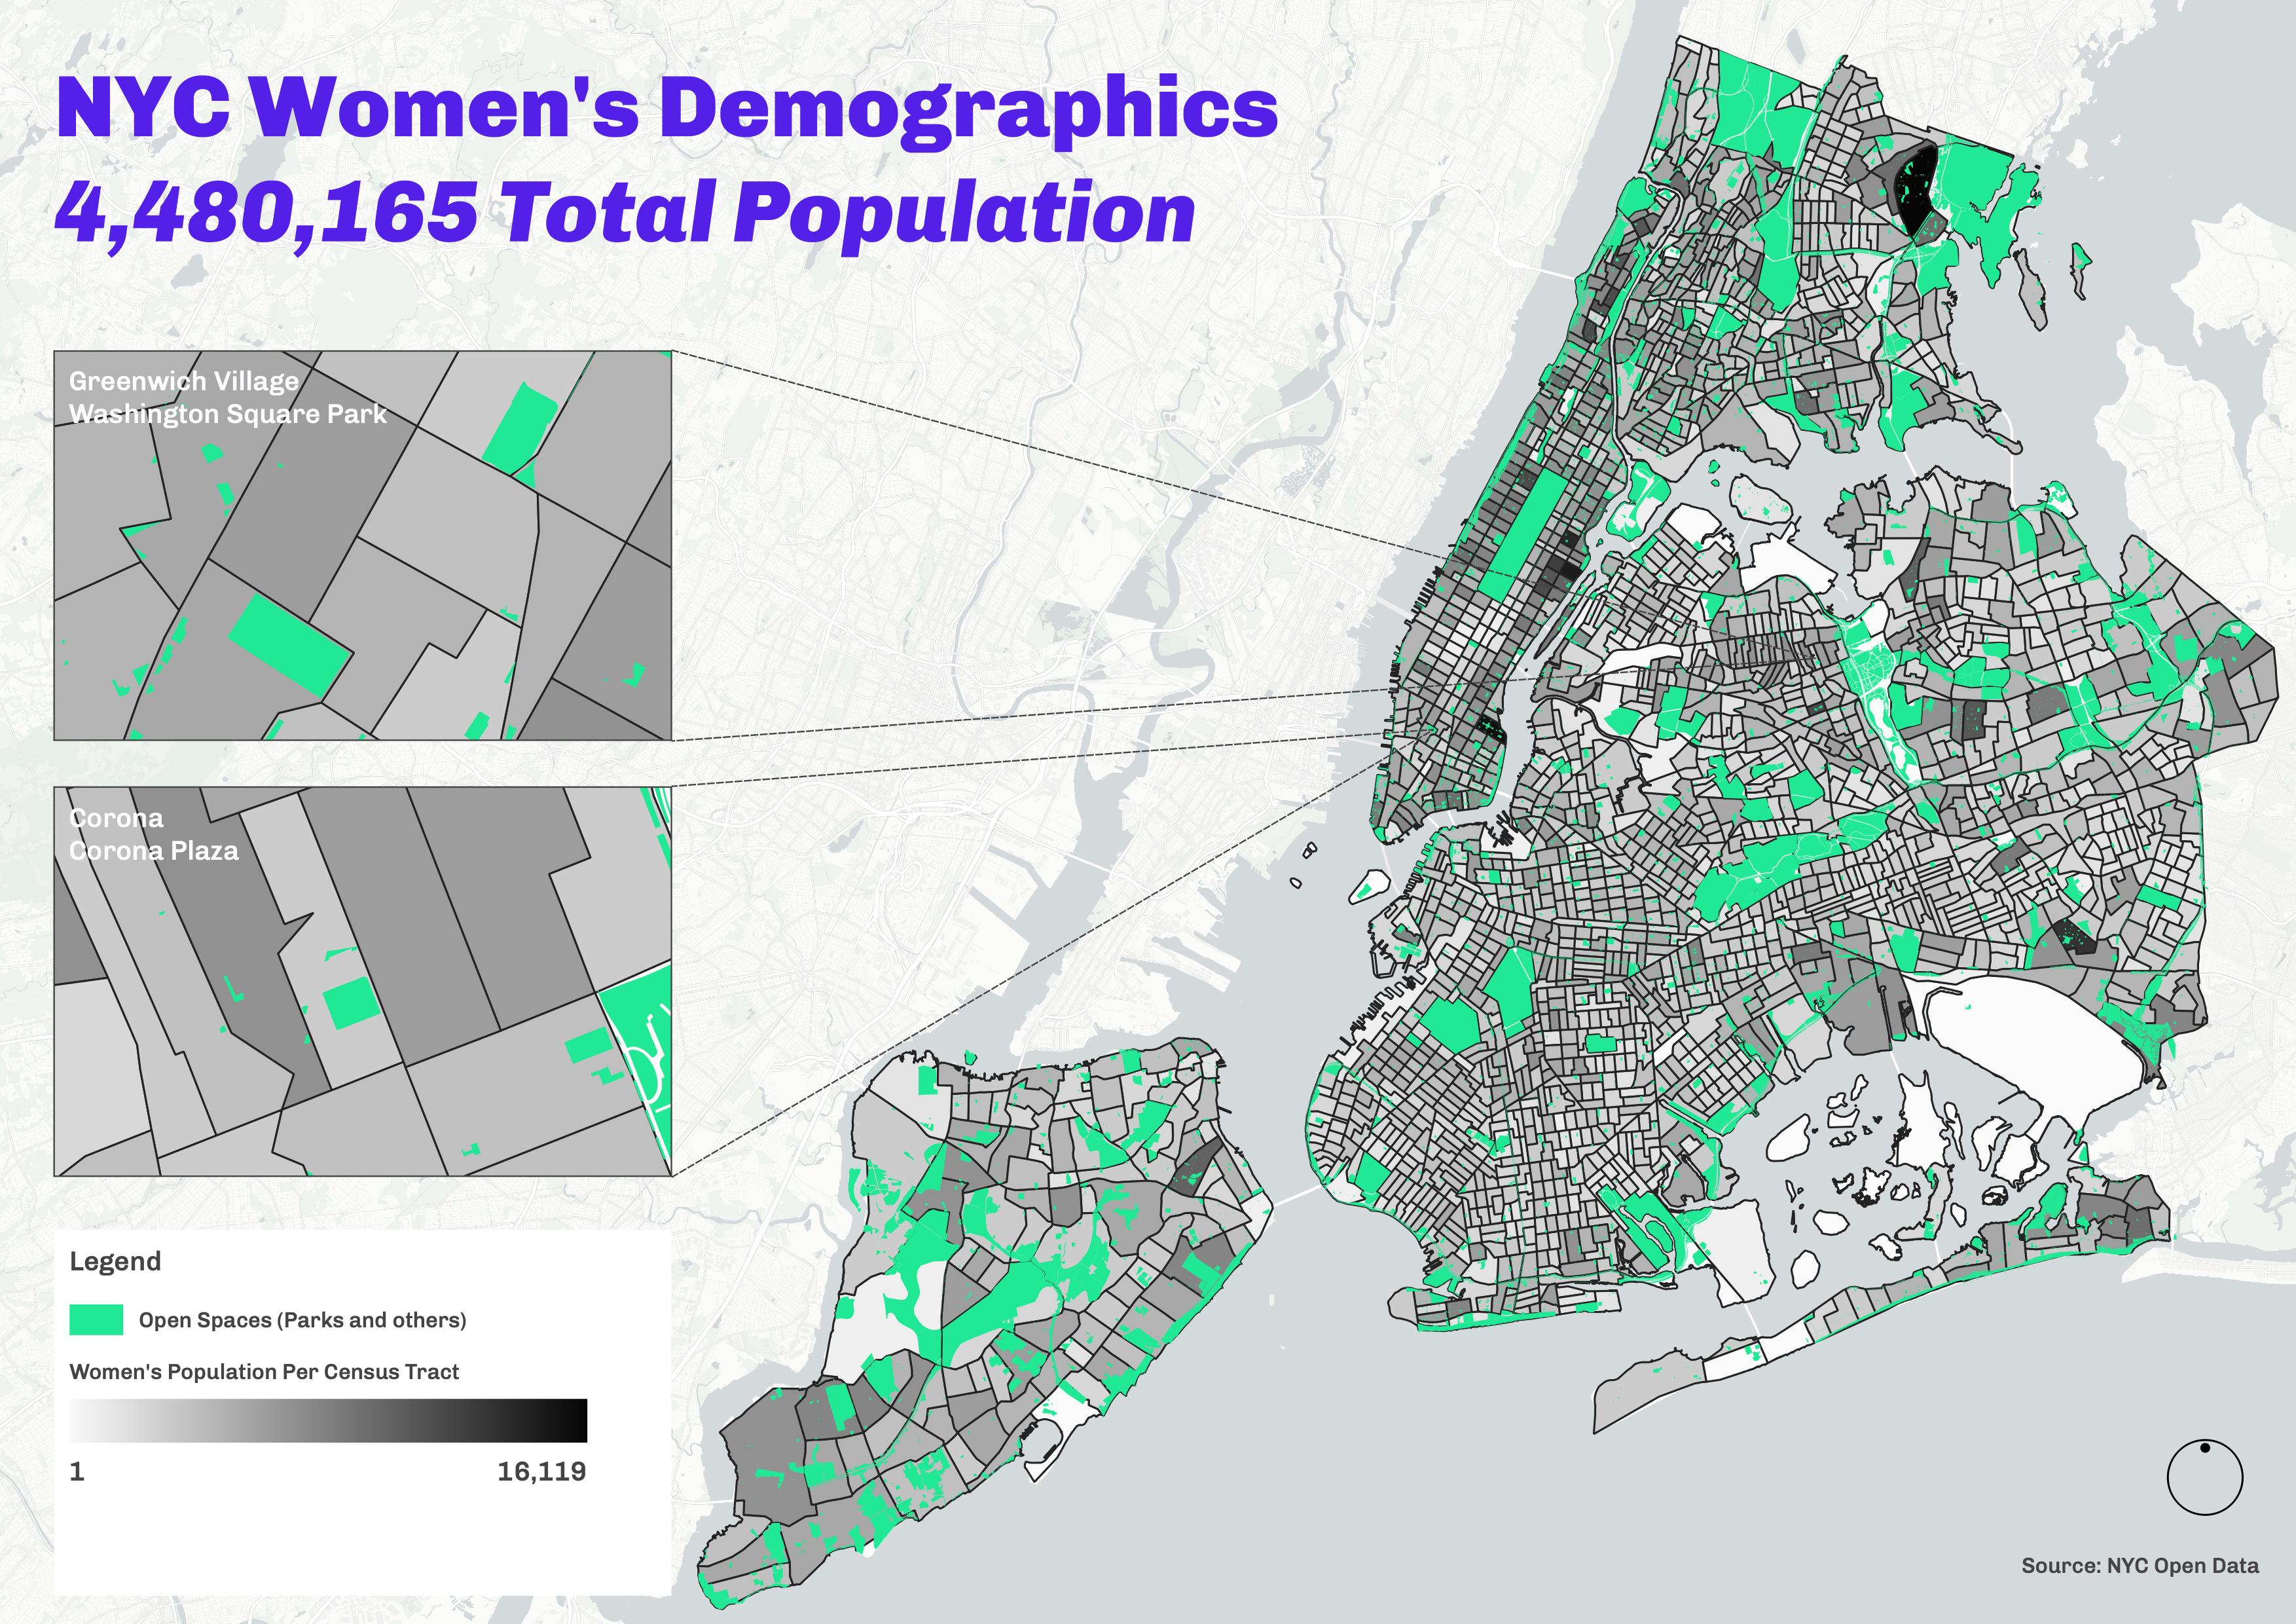 NYC Women's Demographics
4,480,165 Total Population
Greenwich Village
Washington Square Park
Corona
Corona Plaza
Legend
Open Spaces (Parks and others)
Women's Population Per Census Tract
1 16,119
Source: NYC Open Data